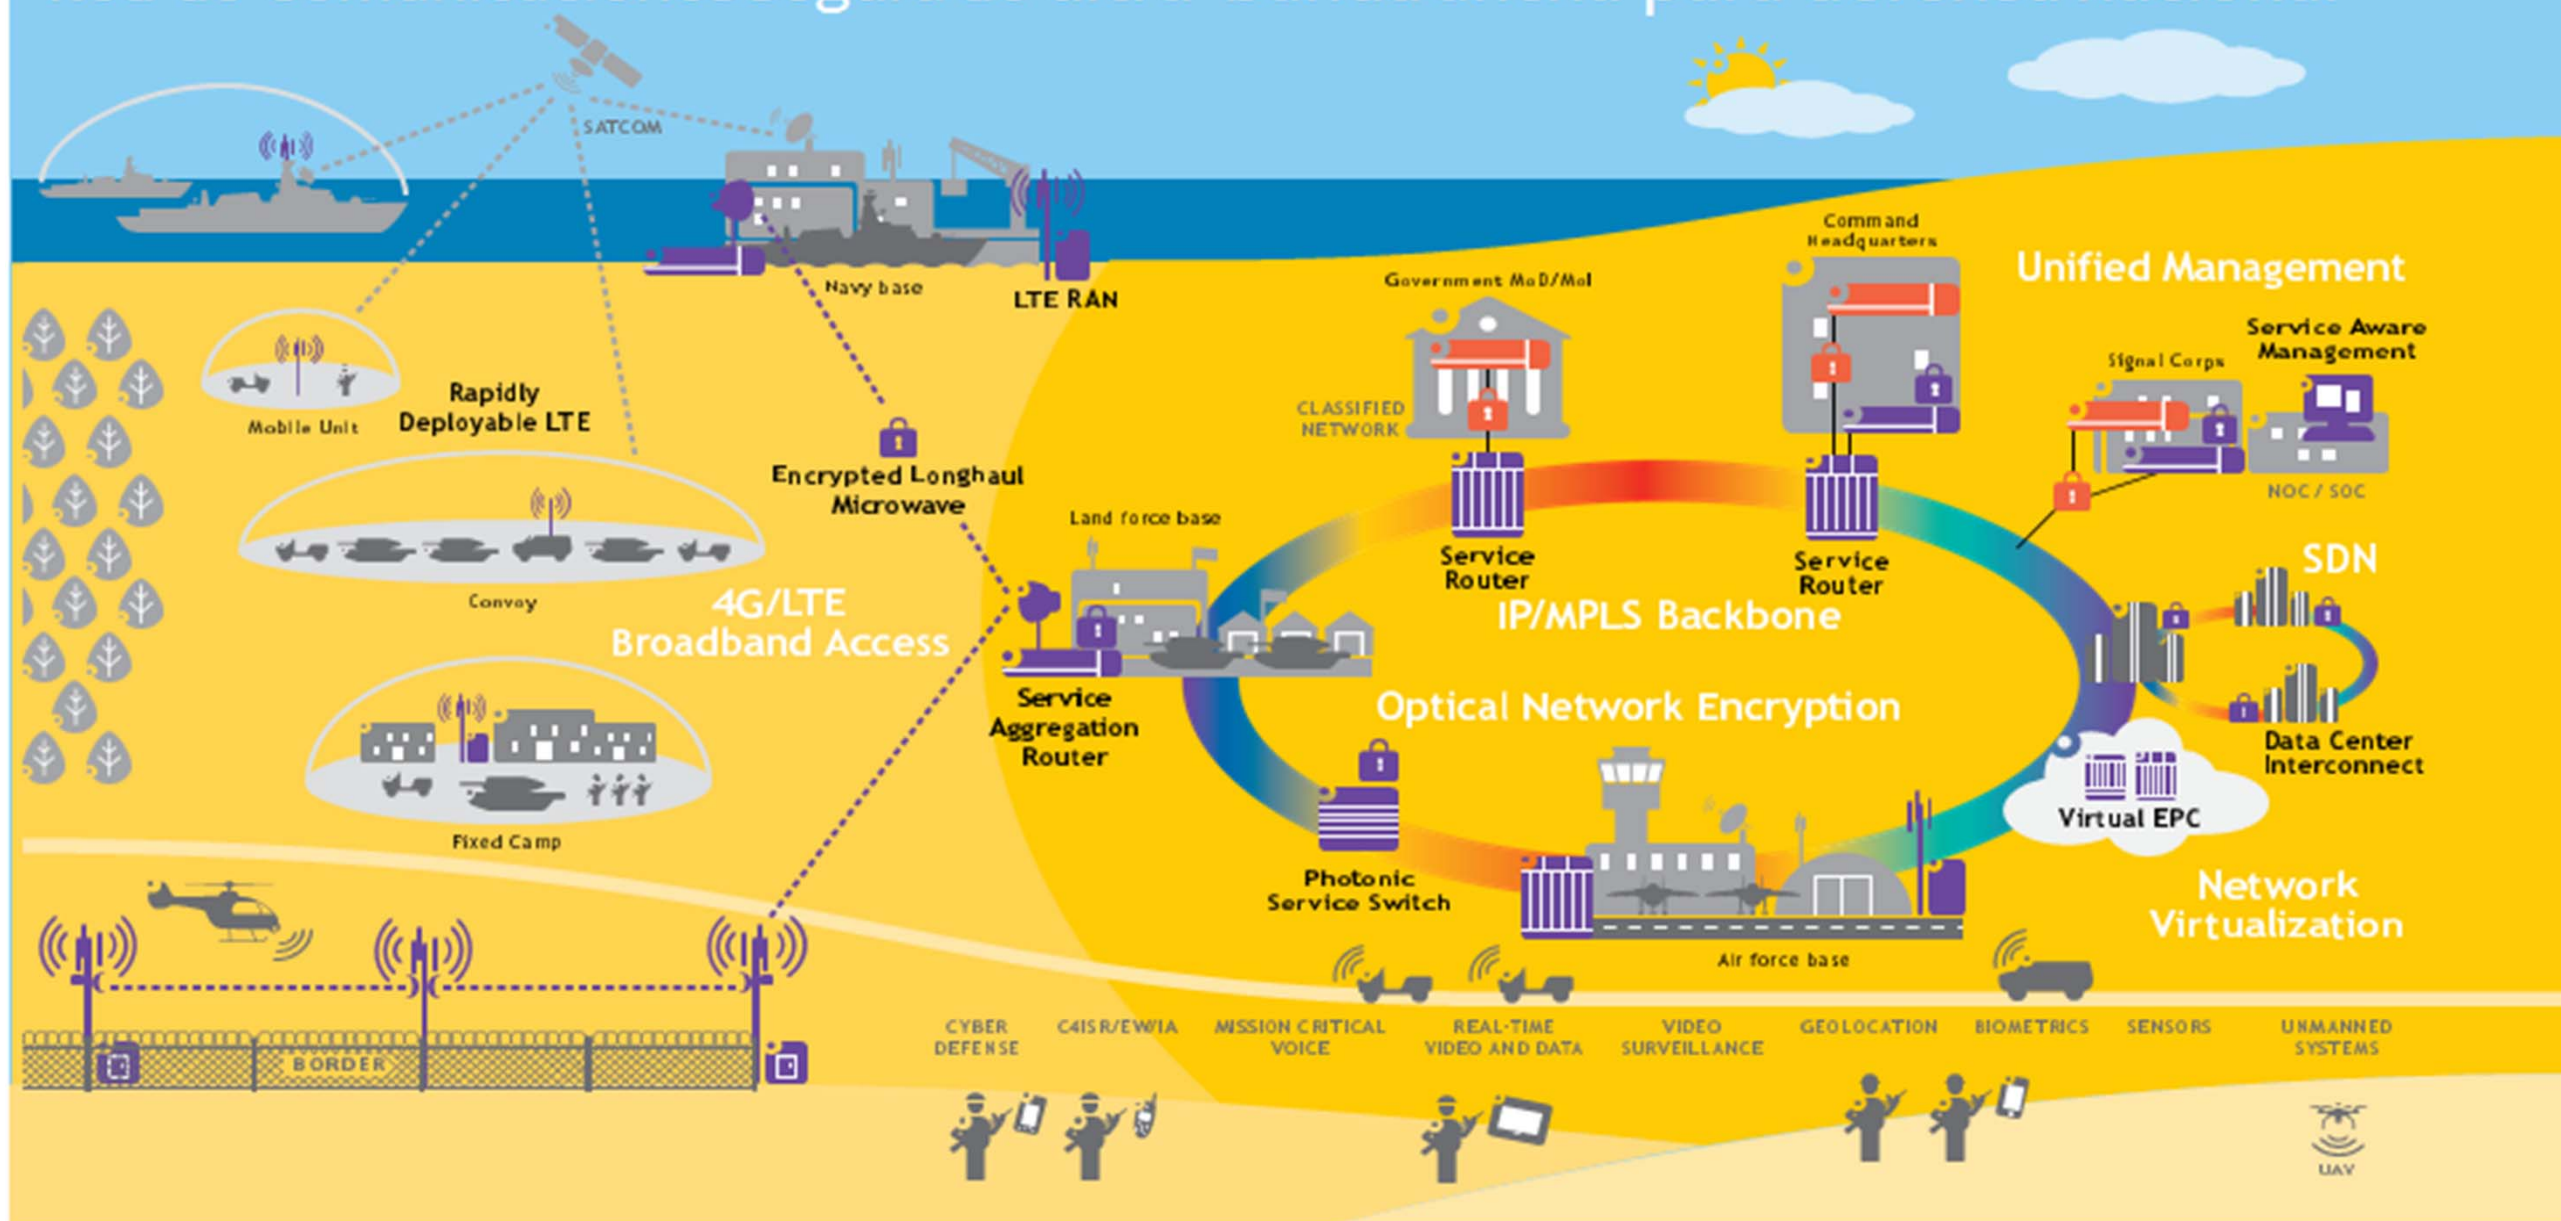 SATCOM
Navy base
LTE RAN
Mobile Unit
Rapidly
Deployable LTE
Encrypted Longhaul
Microwave
Convoy
4G/LTE
Broadband Access
Fixed Camp
BORDER
Land force base
Service
Aggregation
Router
Government MoD/MoI
CLASSIFIED
NETWORK
Service
Router
Command
Headquarters
Service
Router
Unified Management
Service Aware
Management
Signal Corps
NOC / SOC
SDN
IP/MPLS Backbone
Optical Network Encryption
Data Center
Interconnect
Virtual EPC
Photonic
Service Switch
Air force base
Network
Virtualization
CYBER
DEFENSE
C4ISR/EW/IA
MISSION CRITICAL
VOICE
REAL-TIME
VIDEO AND DATA
VIDEO
SURVEILLANCE
GEOLOCATION
BIOMETRICS
SENSORS
UNMANNED
SYSTEMS
UAV